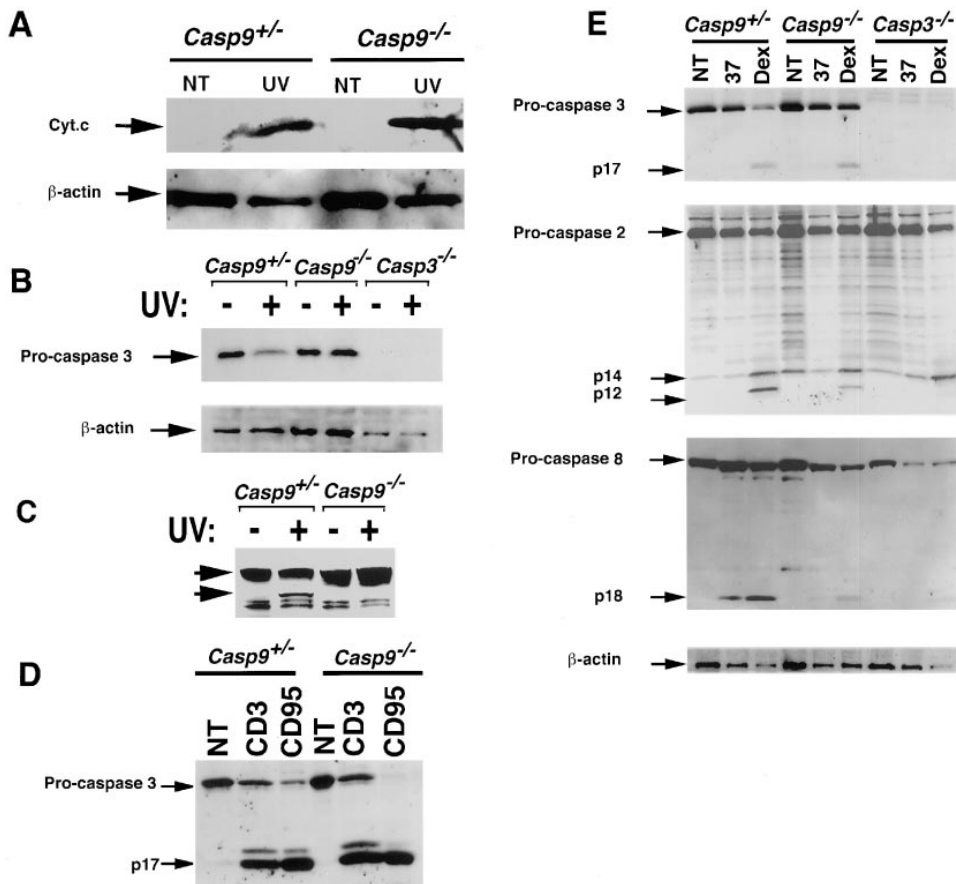 A
Casp9+/- Casp9-/-
NT UV NT UV
Cyt.c
β-actin
B
Casp9+/- Casp9-/- Casp3-/-
UV: - + - + - +
Pro-caspase 3
β-actin
C
Casp9+/- Casp9-/-
UV: - + - +
D
Casp9+/- Casp9-/-
NT CD3 CD95 NT CD3 CD95
Pro-caspase 3
p17
E
Casp9+/- Casp9-/- Casp3-/-
NT 37 Dex NT 37 Dex NT 37 Dex
Pro-caspase 3
p17
Pro-caspase 2
p14
p12
Pro-caspase 8
p18
β-actin